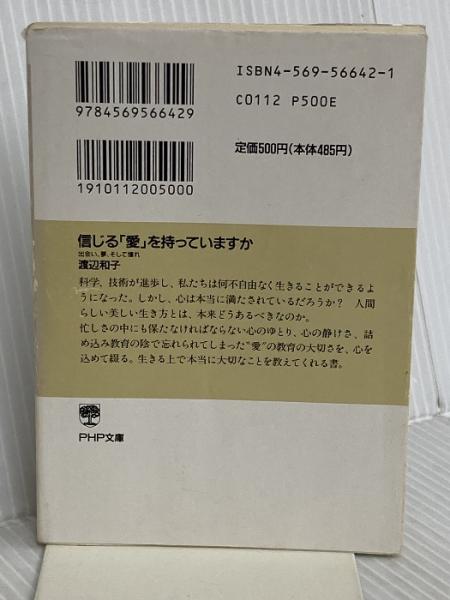 ISBN4-569-56642-1
C0112 P500E
9784569566429
定価500円(本体485円)
1910112005000
信じる「愛」を持っていますか
出会い、夢、そして憧れ
渡辺和子
科学、技術が進歩し、私たちは何不自由なく生きることができるよ
うになった。しかし、心は本当に満たされているだろうか？ 人間
らしい美しい生き方とは、本来どうあるべきなのか。
忙しさの中にも保たなければならない心のゆとり、心の静けさ、詰
め込み教育の陰で忘れられてしまった“愛”の教育の大切さを、心を
込めて綴る。生きる上で本当に大切なことを教えてくれる書。
PHP文庫